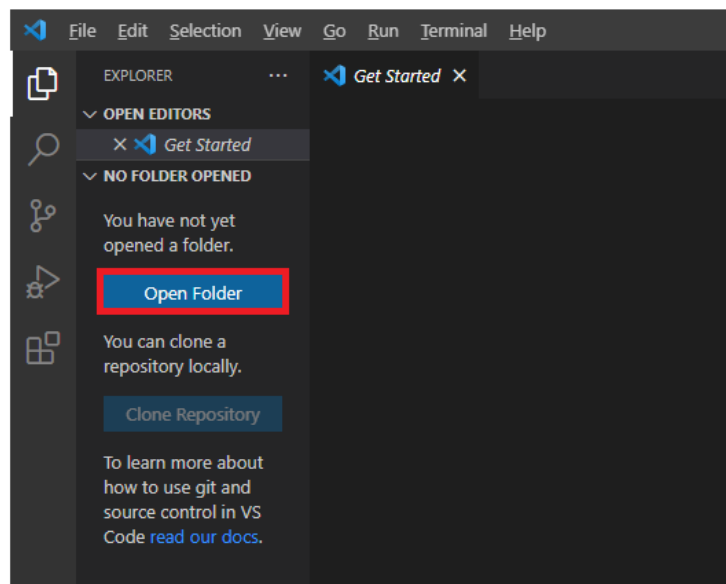 File Edit Selection View Go Run Terminal Help
EXPLORER ···
Get Started
OPEN EDITORS
Get Started
NO FOLDER OPENED
You have not yet
opened a folder.
Open Folder
You can clone a
repository locally.
Clone Repository
To learn more about
how to use git and
source control in VS
Code read our docs.